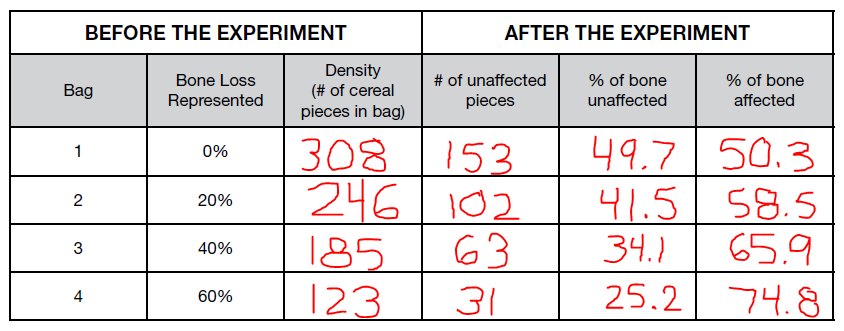 BEFORE THE EXPERIMENT AFTER THE EXPERIMENT
Bag Bone Loss Represented Density (# of cereal pieces in bag) # of unaffected pieces % of bone unaffected % of bone affected
1 0% 308 153 49.7 50.3
2 20% 246 102 41.5 58.5
3 40% 185 63 34.1 65.9
4 60% 123 31 25.2 74.8